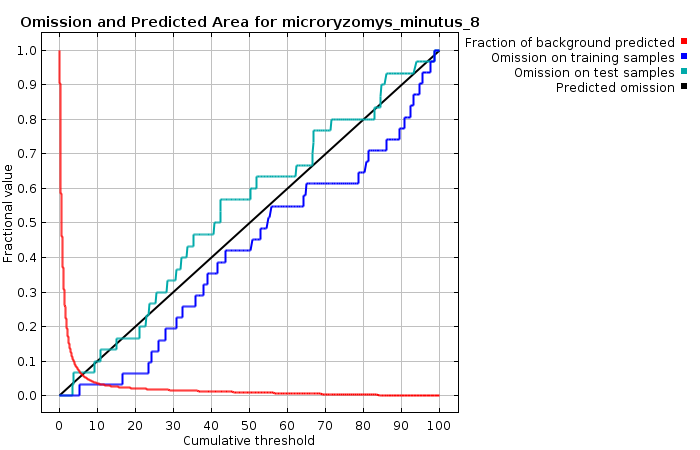 Omission and Predicted Area for microryzomys_minutus_8
Fraction of background predicted
Omission on training samples
Omission on test samples
Predicted omission
1.0
0.9
0.8
0.7
0.6
0.5
0.4
0.3
0.2
0.1
0.0
Fractional value
0 10 20 30 40 50 60 70 80 90 100
Cumulative threshold